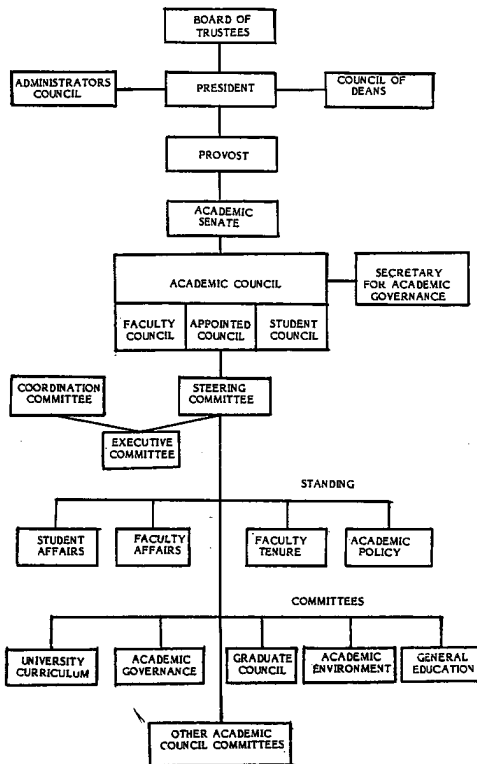 BOARD OF
TRUSTEES
ADMINISTRATORS
COUNCIL
PRESIDENT
COUNCIL OF
DEANS
PROVOST
ACADEMIC
SENATE
ACADEMIC COUNCIL
SECRETARY
FOR ACADEMIC
GOVERNANCE
FACULTY
COUNCIL
APPOINTED
COUNCIL
STUDENT
COUNCIL
COORDINATION
COMMITTEE
STEERING
COMMITTEE
EXECUTIVE
COMMITTEE
STANDING
STUDENT
AFFAIRS
FACULTY
AFFAIRS
FACULTY
TENURE
ACADEMIC
POLICY
COMMITTEES
UNIVERSITY
CURRICULUM
ACADEMIC
GOVERNANCE
GRADUATE
COUNCIL
ACADEMIC
ENVIRONMENT
GENERAL
EDUCATION
OTHER ACADEMIC
COUNCIL COMMITTEES